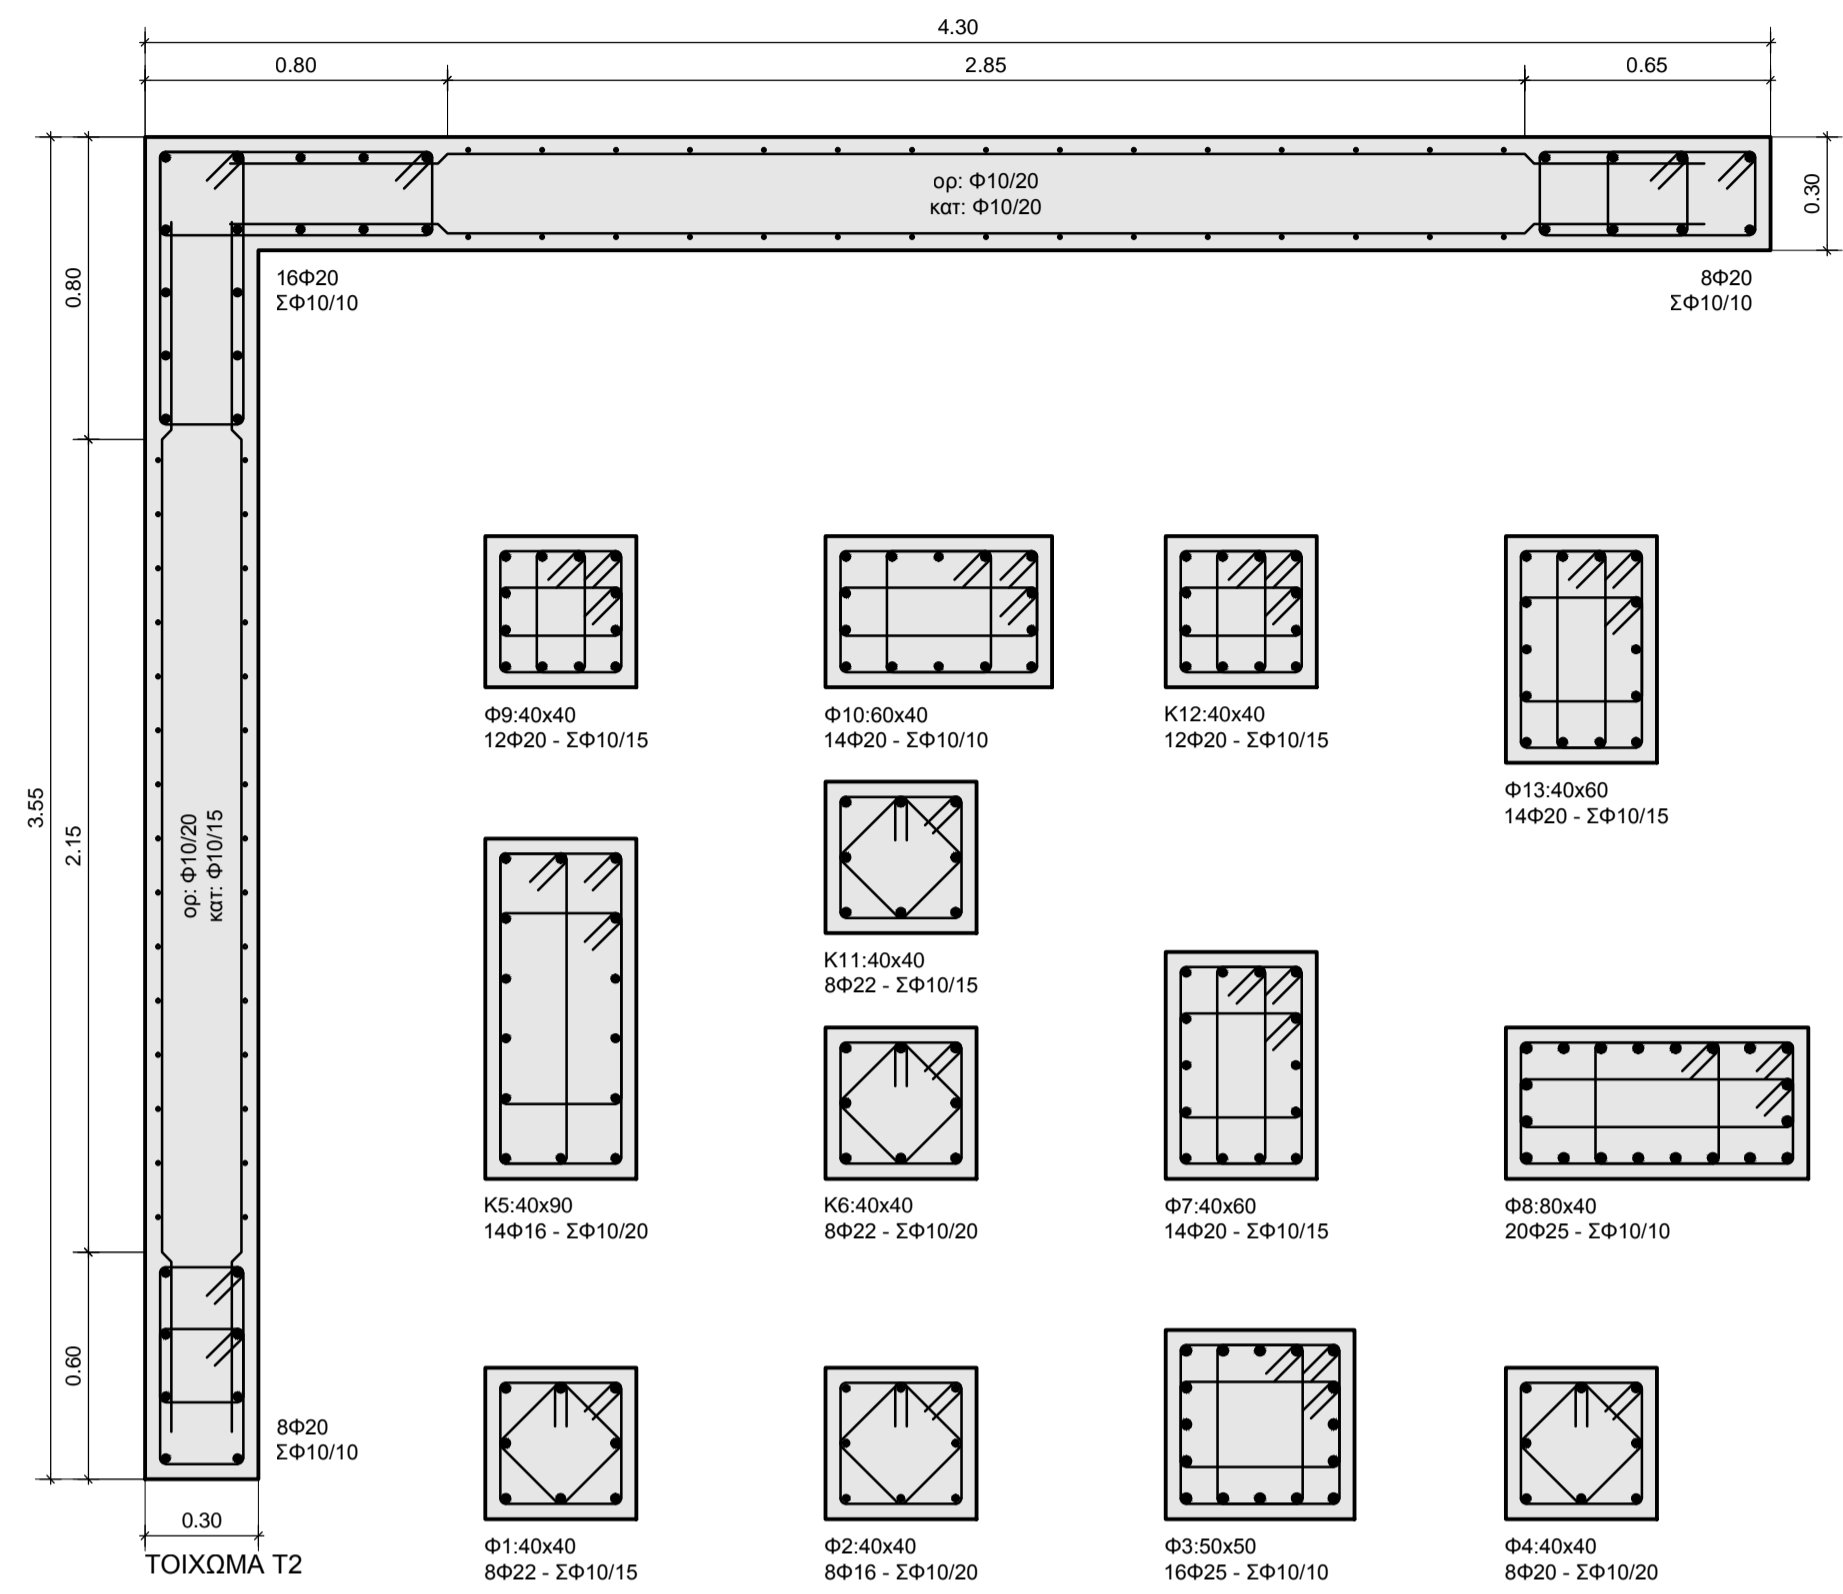 4.30
0.80
2.85
0.65
ορ: Φ10/20
κατ: Φ10/20
0.30
16Φ20
ΣΦ10/10
8Φ20
ΣΦ10/10
0.80
3.55
2.15
ορ: Φ10/20
κατ: Φ10/15
0.60
8Φ20
ΣΦ10/10
0.30
ΤΟΙΧΩΜΑ Τ2
Φ9:40x40
12Φ20 - ΣΦ10/15
Φ10:60x40
14Φ20 - ΣΦ10/10
Κ12:40x40
12Φ20 - ΣΦ10/15
Φ13:40x60
14Φ20 - ΣΦ10/15
Κ11:40x40
8Φ22 - ΣΦ10/15
Κ5:40x90
14Φ16 - ΣΦ10/20
Κ6:40x40
8Φ22 - ΣΦ10/20
Φ7:40x60
14Φ20 - ΣΦ10/15
Φ8:80x40
20Φ25 - ΣΦ10/10
Φ1:40x40
8Φ22 - ΣΦ10/15
Φ2:40x40
8Φ16 - ΣΦ10/20
Φ3:50x50
16Φ25 - ΣΦ10/10
Φ4:40x40
8Φ20 - ΣΦ10/20